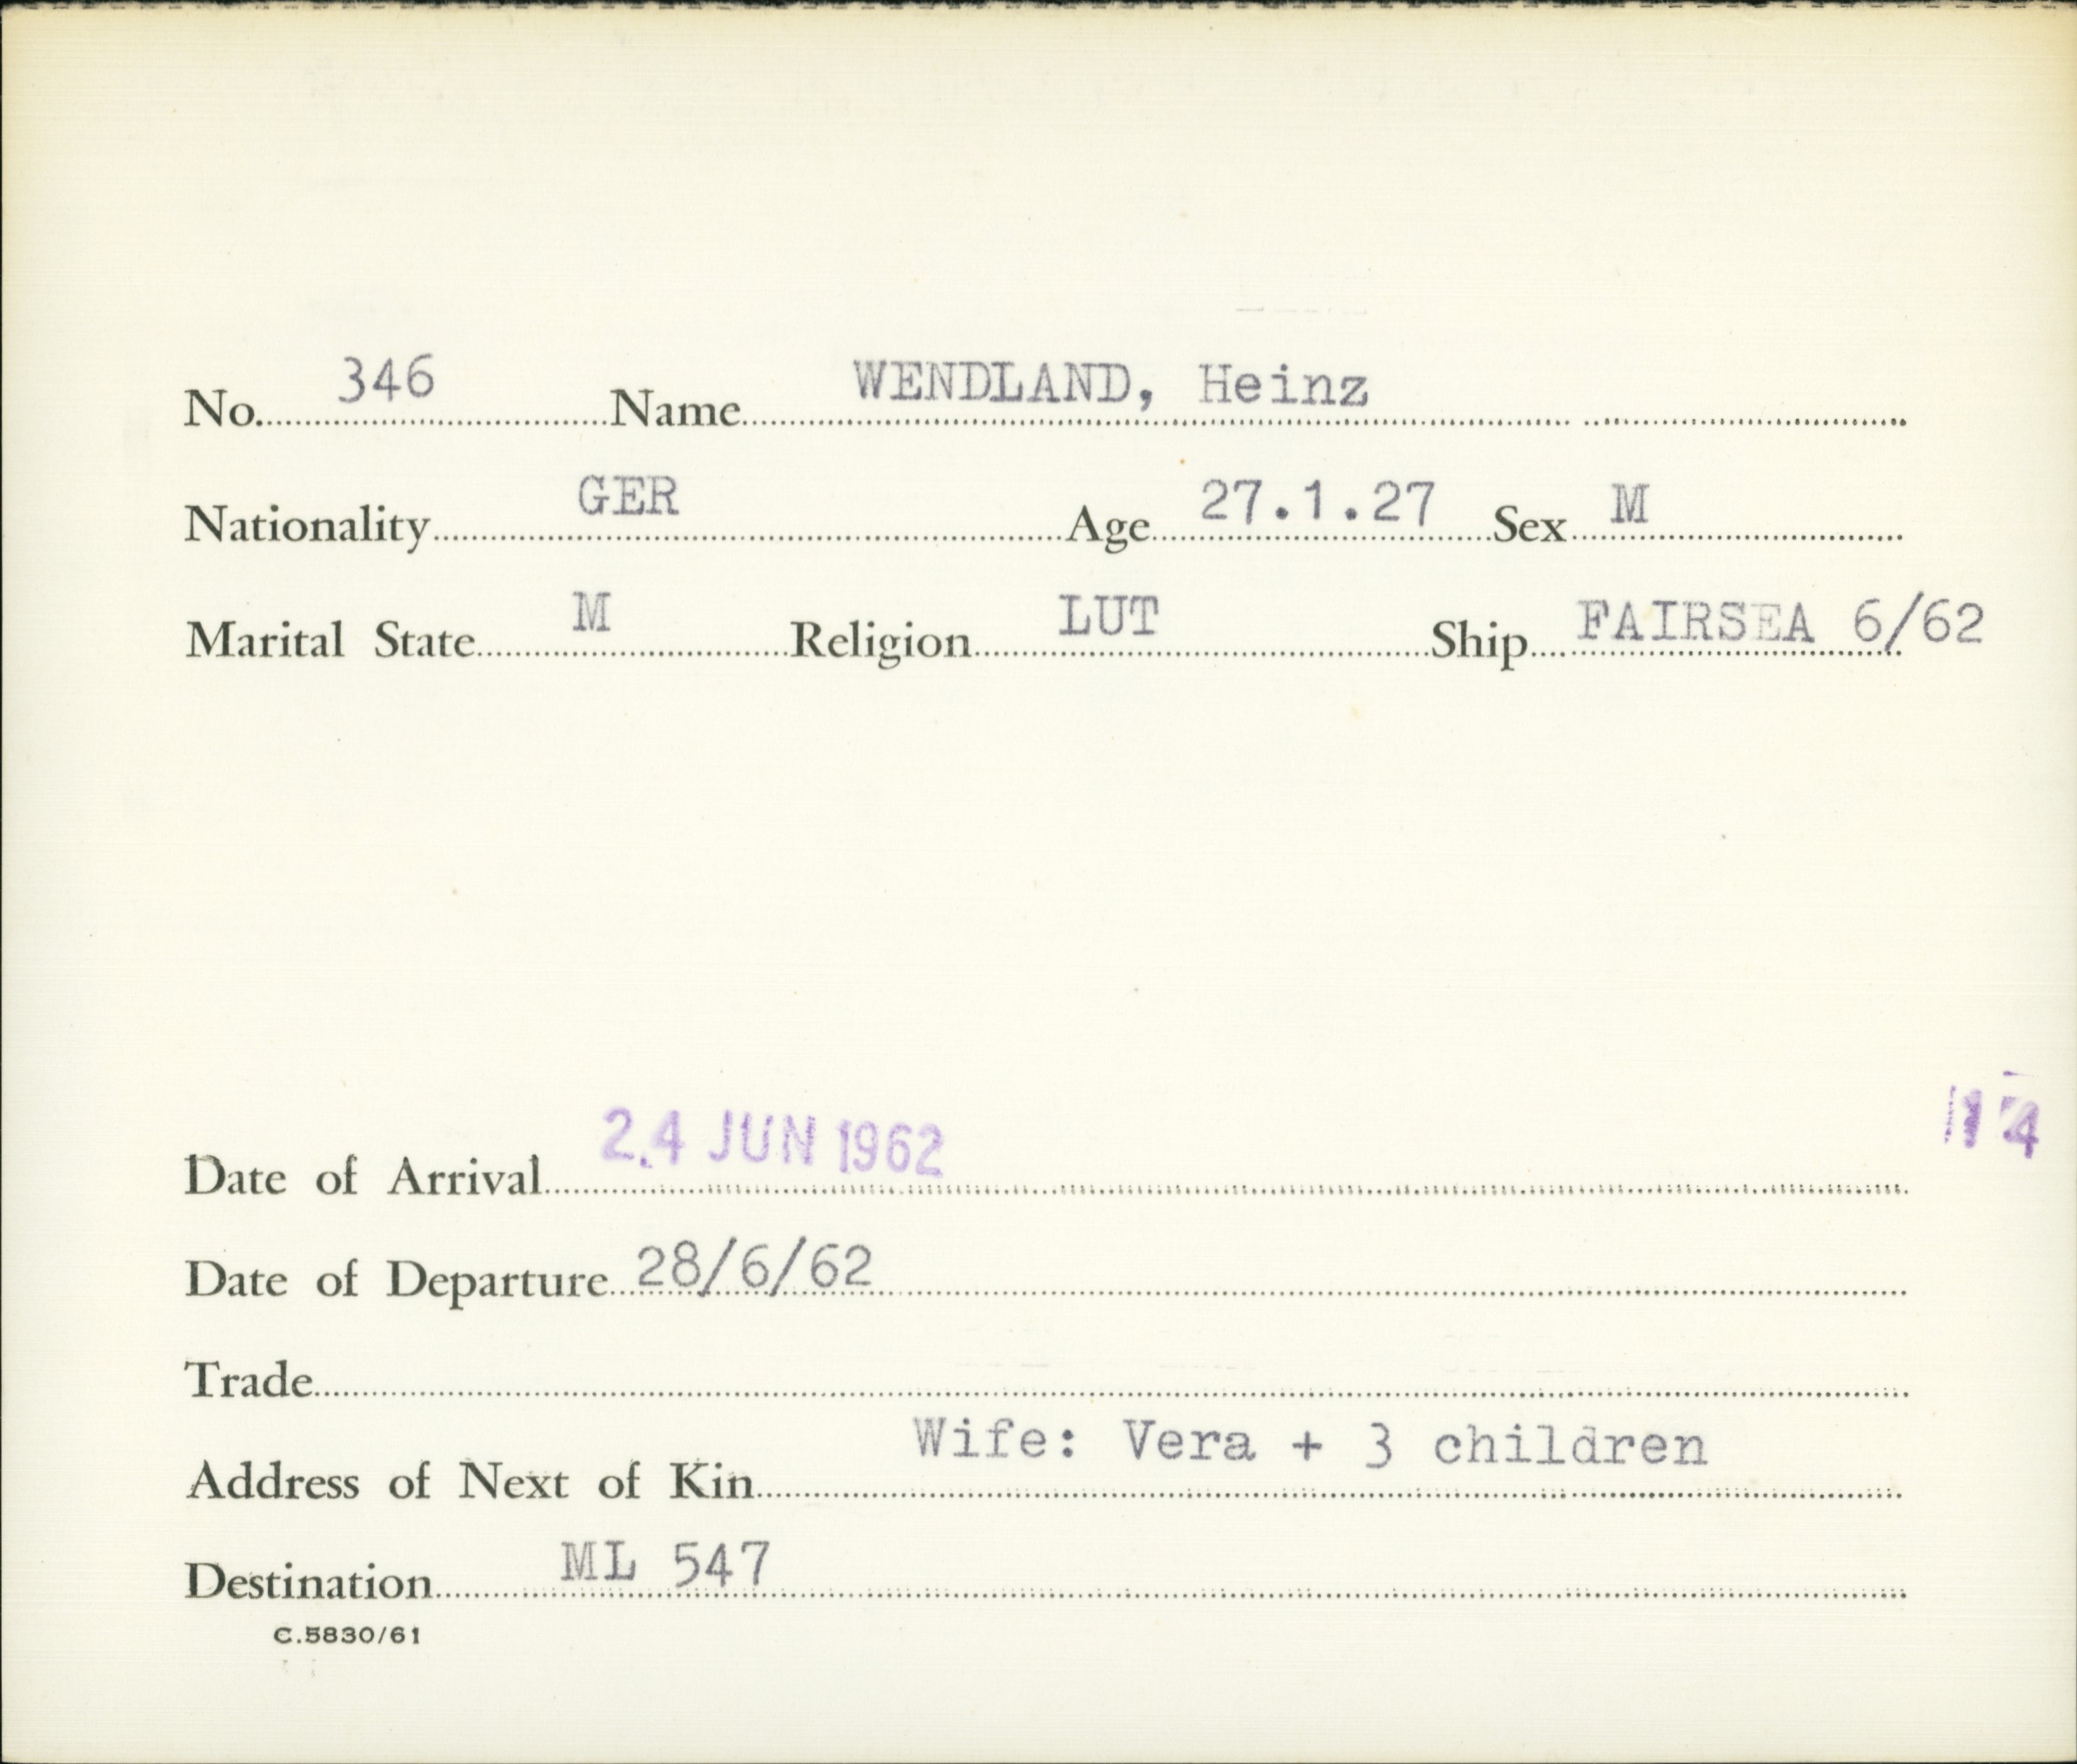 No. 346 Name WENDLAND, Heinz
Nationality GER Age 27.1.27 Sex M
Marital State M Religion LUT Ship FAIRSEA 6/62
Date of Arrival 24 JUN 1962
Date of Departure 28/6/62
Trade
Address of Next of Kin Wife: Vera + 3 children
Destination ML 547
C.5830/61